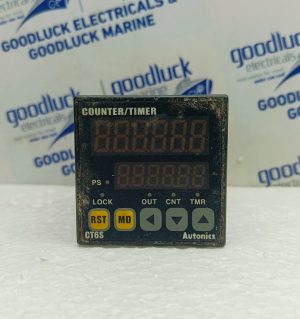 GOODLUCK ELECTRICALS &
GOODLUCK MARINE
goodluck
electricals
goodluck
electricals
goodluck
COUNTER/TIMER
PS
LOCK OUT CNT TMR
RST MD
CT6S Autonics